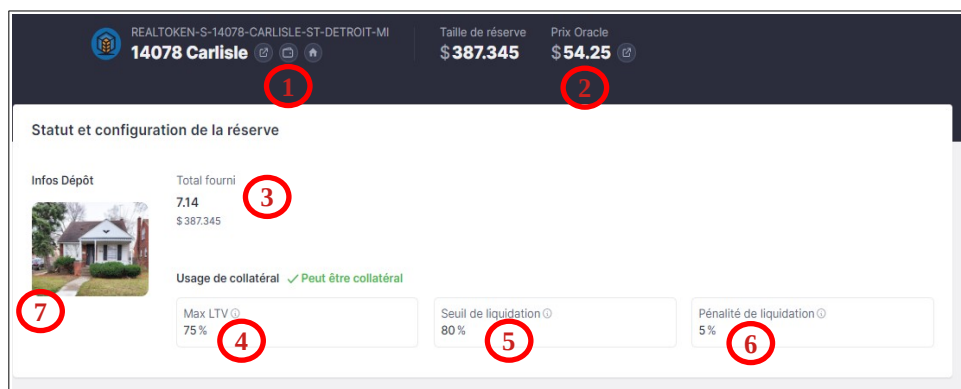 REALTOKEN-S-14078-CARLISLE-ST-DETROIT-MI
14078 Carlisle
Taille de réserve
$387.345
Prix Oracle
$54.25
1
2
Statut et configuration de la réserve
Infos Dépôt
Total fourni
7.14
$387.345
3
7
Usage de collatéral ✓ Peut être collatéral
Max LTV
75 %
4
Seuil de liquidation
80 %
5
Pénalité de liquidation
5 %
6